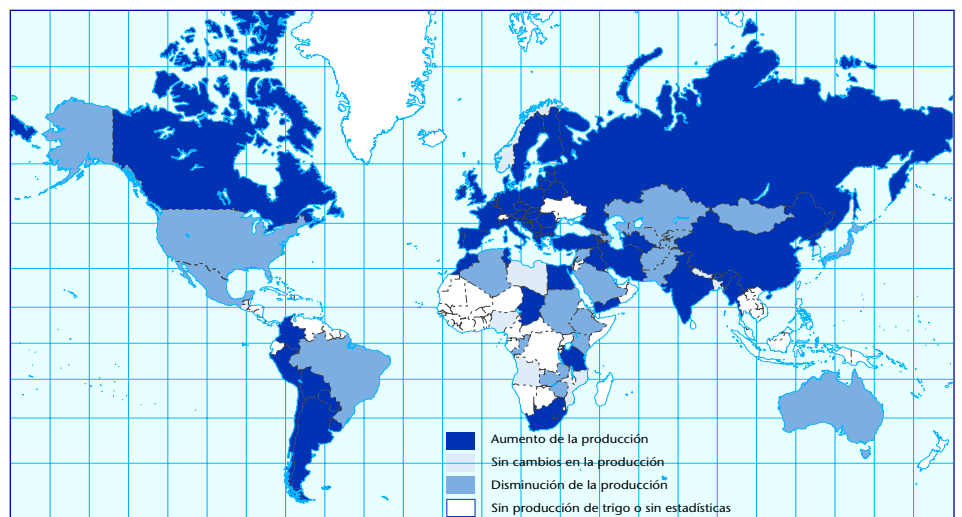 Aumento de la producción
Sin cambios en la producción
Disminución de la producción
Sin producción de trigo o sin estadísticas